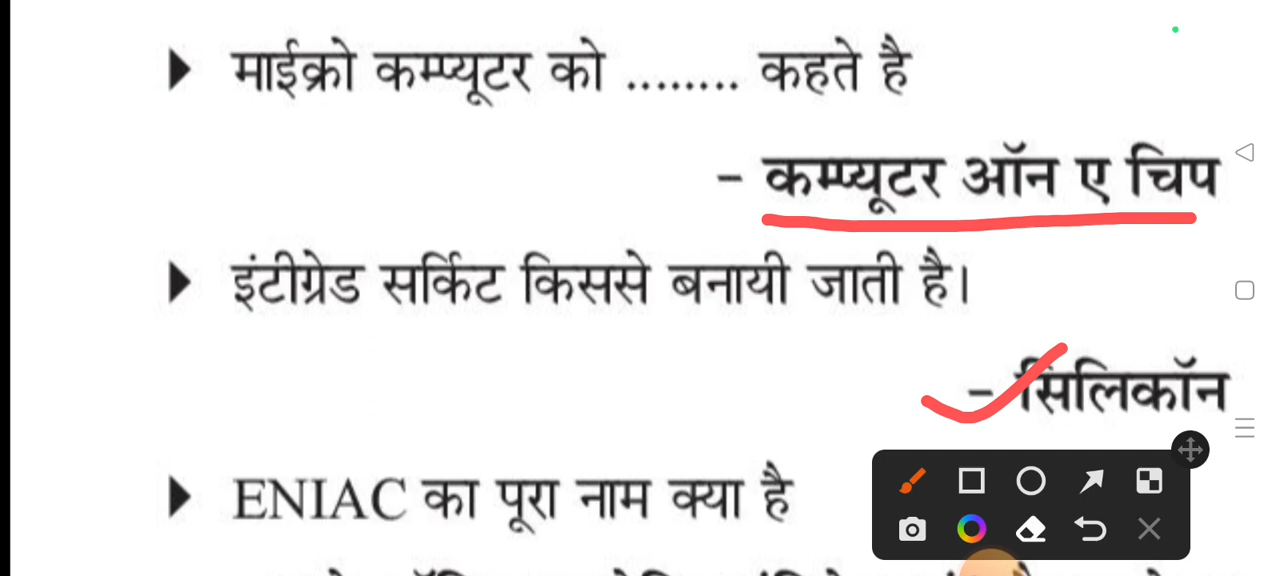 माईक्रो कम्प्यूटर को ........ कहते है
- कम्प्यूटर ऑन ए चिप
इंटीग्रेड सर्किट किससे बनायी जाती है।
- सिलिकॉन
ENIAC का पूरा नाम क्या है